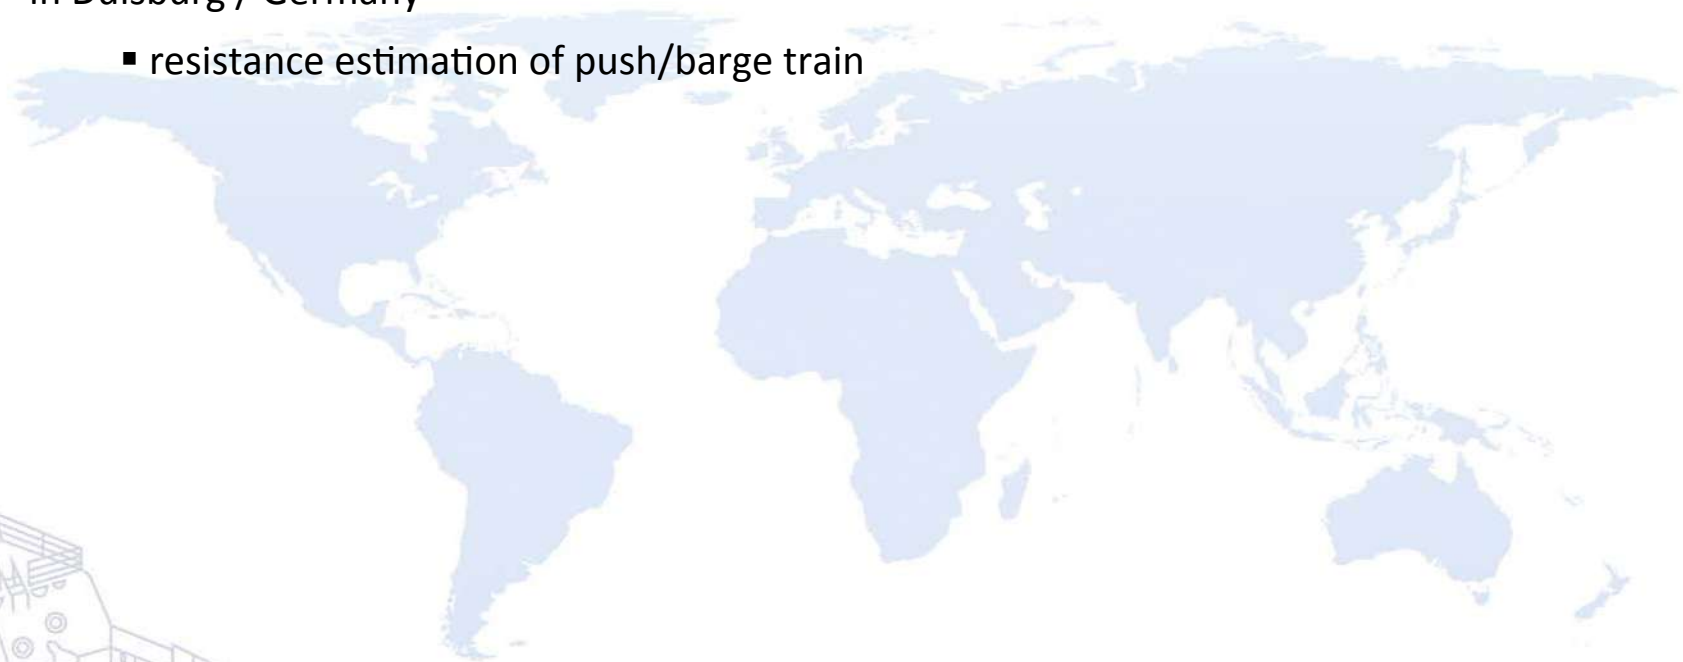 in Duisburg / Germany
▪ resistance estimation of push/barge train